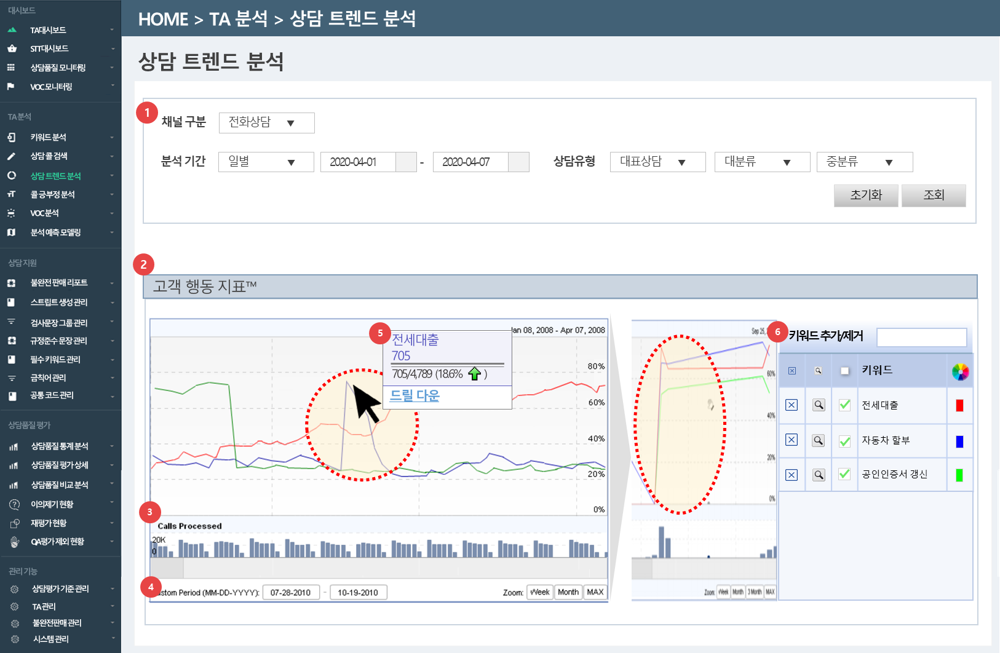 대시보드
TA대시보드
STT대시보드
상담품질 모니터링
VOC모니터링
TA 분석
키워드 분석
상담 콜 검색
상담 트렌드 분석
콜 긍부정 분석
VOC 분석
분석 예측 모델링
상담 지원
불완전 판매 리포트
스트립트 생성 관리
검사문장 그룹 관리
규정준수 문장 관리
필수 키워드 관리
금칙어 관리
공통 코드 관리
상담품질 평가
상담품질 통계 분석
상담품질 평가 상세
상담품질 비교 분석
이의제기 현황
재평가 현황
QA평가 제외 현황
관리 기능
상담평가 기준 관리
TA 관리
불완전판매 관리
시스템 관리
HOME > TA 분석 > 상담 트렌드 분석
상담 트렌드 분석
1
채널 구분 전화상담 ▼
분석 기간 일별 ▼ 2020-04-01 - 2020-04-07 상담유형 대표상담 ▼ 대분류 ▼ 중분류 ▼
초기화 조회
2
고객 행동 지표™
an 08, 2008 - Apr 07, 2008
5
전세대출
705
705/4,789 (18.6% )
드릴 다운
80%
60%
40%
20%
0%
3
Calls Processed
20K
0
4
stom Period (MM-DD-YYYY): 07-28-2010 - 10-19-2010 Zoom: Week Month MAX
Sep 25,
60%
40%
20%
0%
Zoom: Week Month 3 Month MAX
6
키워드 추가/제거
키워드
전세대출
자동차 할부
공인인증서 갱신